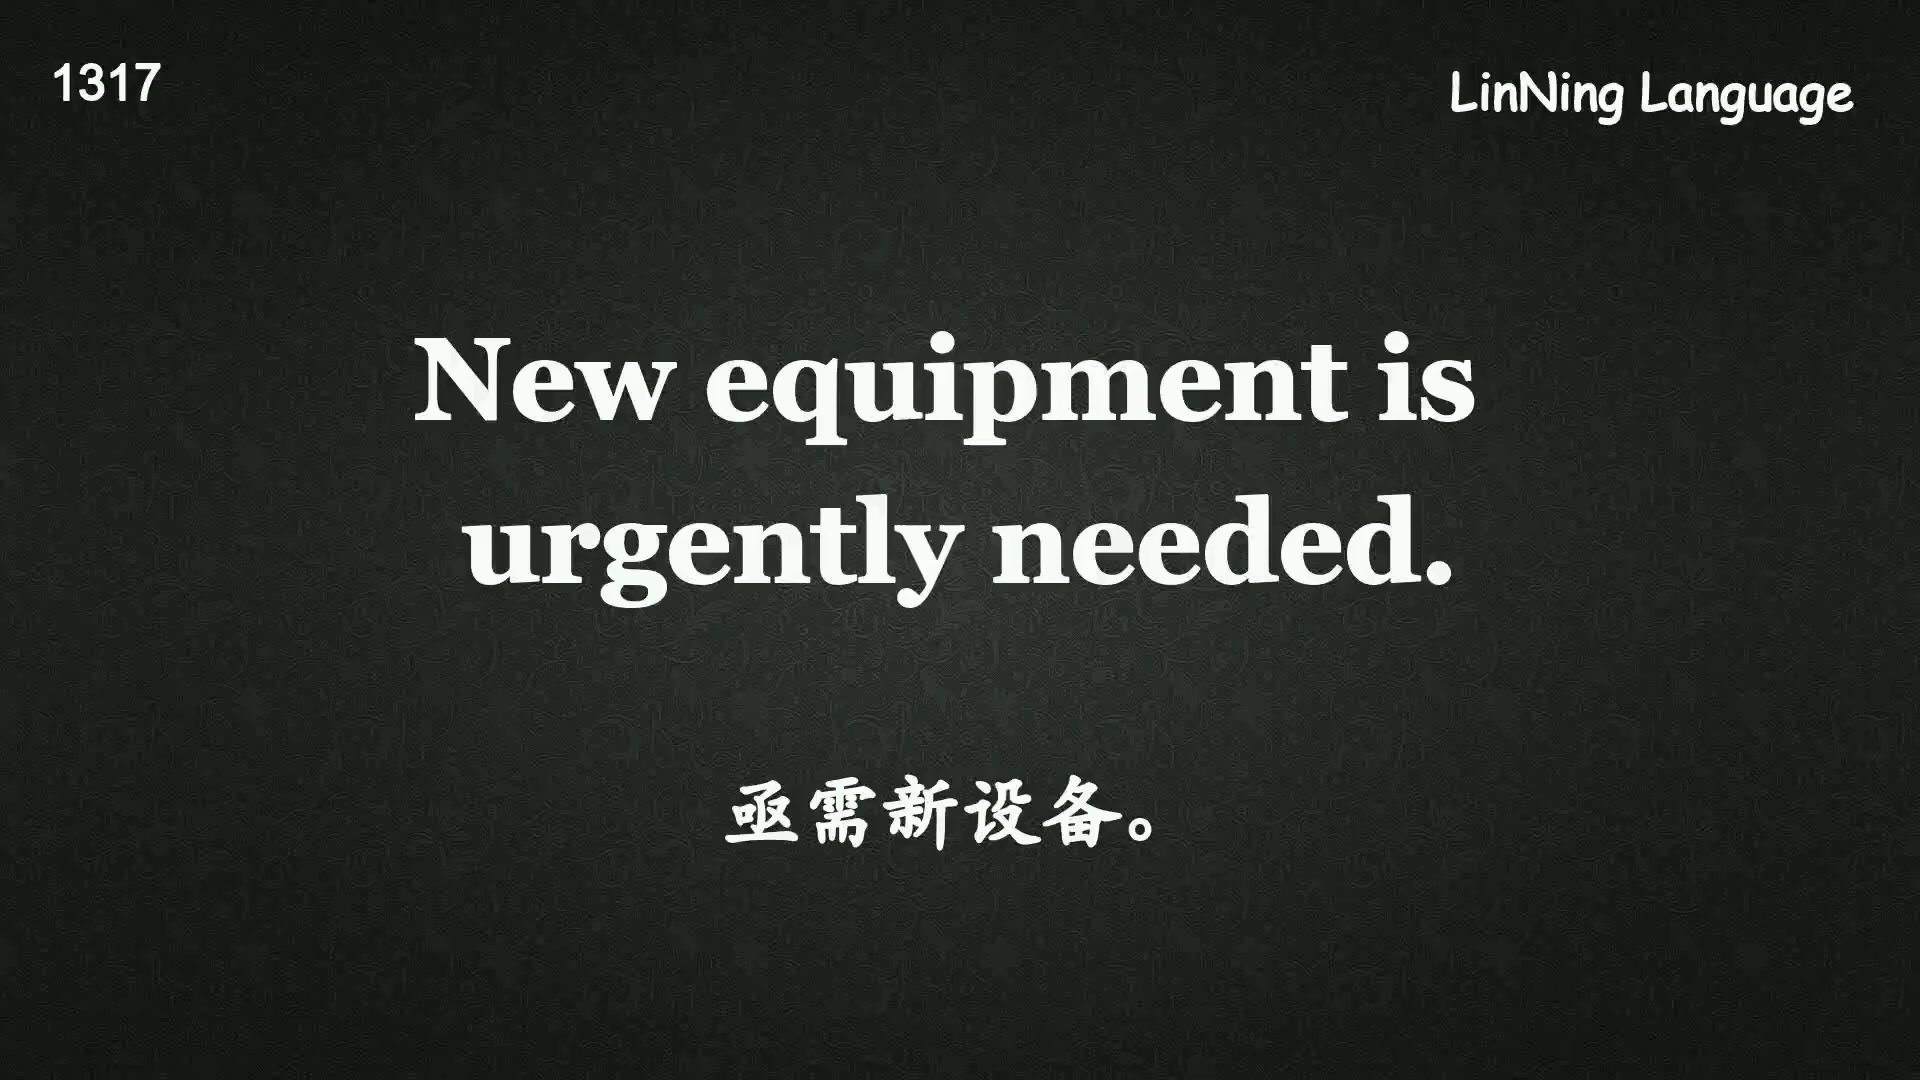 1317
LinNing Language
New equipment is
urgently needed.
亟需新设备。